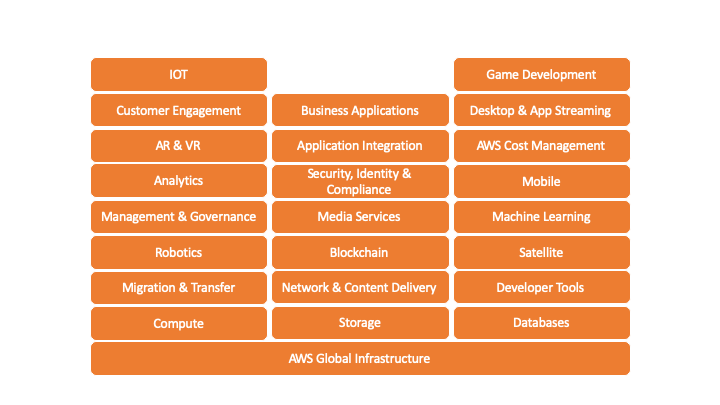 IOT
Game Development
Customer Engagement
Business Applications
Desktop & App Streaming
AR & VR
Application Integration
AWS Cost Management
Analytics
Security, Identity &
Compliance
Mobile
Management & Governance
Media Services
Machine Learning
Robotics
Blockchain
Satellite
Migration & Transfer
Network & Content Delivery
Developer Tools
Compute
Storage
Databases
AWS Global Infrastructure